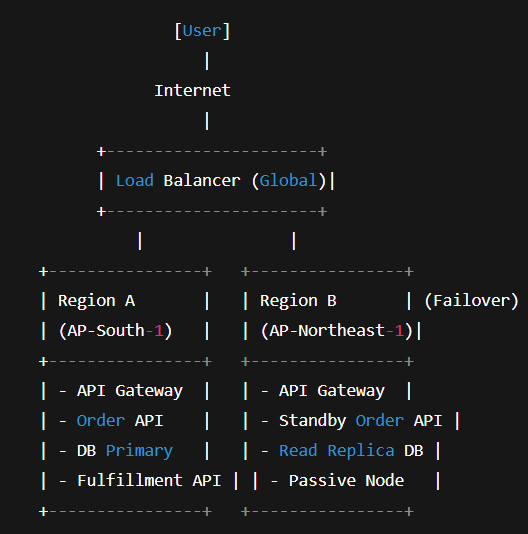 [User]
|
Internet
|
+----------------------+
| Load Balancer (Global)|
+----------------------+
|               |
+----------------+   +----------------+
| Region A       |   | Region B       | (Failover)
| (AP-South-1)   |   | (AP-Northeast-1)|
+----------------+   +----------------+
| - API Gateway  |   | - API Gateway  |
| - Order API    |   | - Standby Order API |
| - DB Primary   |   | - Read Replica DB |
| - Fulfillment API | | - Passive Node   |
+----------------+   +----------------+